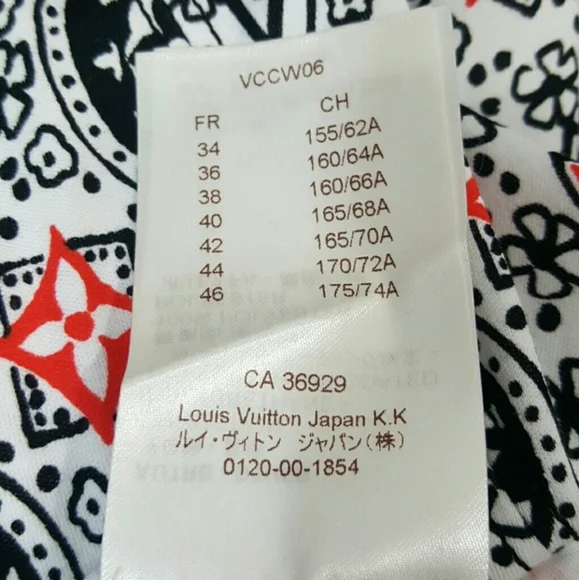 VCCW06
FR CH
34 155/62A
36 160/64A
38 160/66A
40 165/68A
42 165/70A
44 170/72A
46 175/74A
CA 36929
Louis Vuitton Japan K.K
ルイ・ヴィトン ジャパン(株)
0120-00-1854